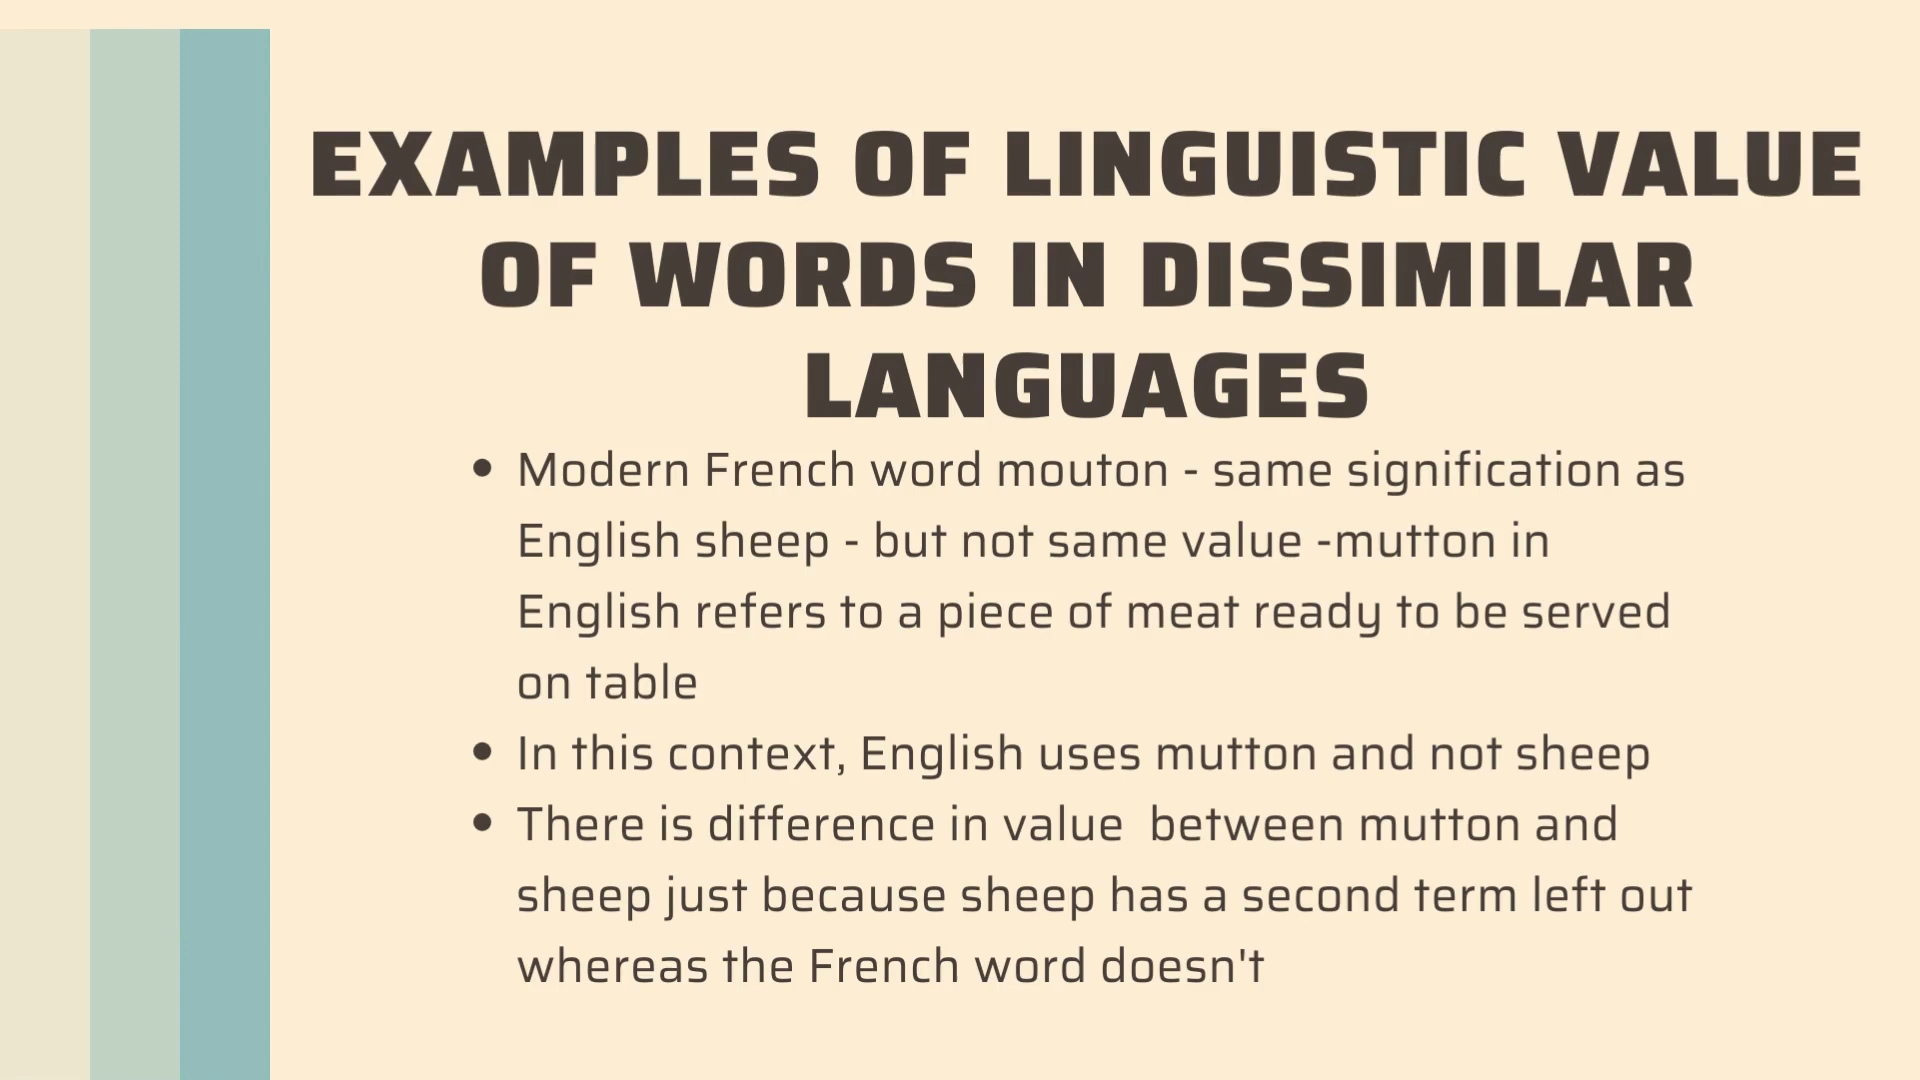 EXAMPLES OF LINGUISTIC VALUE
OF WORDS IN DISSIMILAR
LANGUAGES
• Modern French word mouton - same signification as
English sheep - but not same value -mutton in
English refers to a piece of meat ready to be served
on table
• In this context, English uses mutton and not sheep
• There is difference in value  between mutton and
sheep just because sheep has a second term left out
whereas the French word doesn't